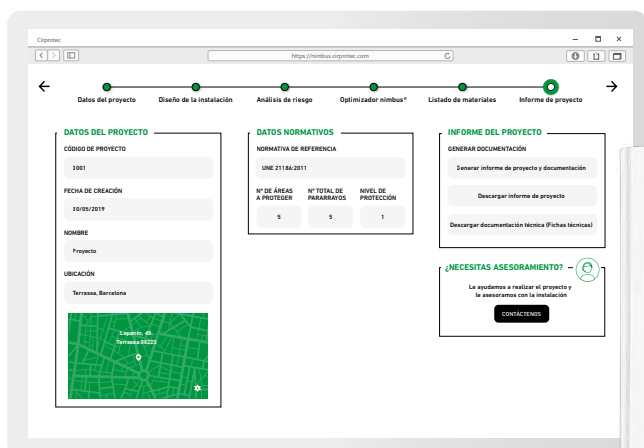 Cirprotec
https://nimbus.cirprotec.com
Datos del proyecto
Diseño de la instalación
Análisis de riesgo
Optimizador nimbus®
Listado de materiales
Informe de proyecto
DATOS DEL PROYECTO
CÓDIGO DE PROYECTO
3001
FECHA DE CREACIÓN
30/05/2019
NOMBRE
Proyecto
UBICACIÓN
Terrassa, Barcelona
Lepanto, 49.
Terrassa 08223
DATOS NORMATIVOS
NORMATIVA DE REFERENCIA
UNE 21186:2011
Nº DE ÁREAS
A PROTEGER
5
Nº TOTAL DE
PARARRAYOS
5
NIVEL DE
PROTECCIÓN
1
INFORME DEL PROYECTO
GENERAR DOCUMENTACIÓN
Generar informe de proyecto y documentación
Descargar informe de proyecto
Descargar documentación técnica (Fichas técnicas)
¿NECESITAS ASESORAMIENTO?
Le ayudamos a realizar el proyecto y
le asesoramos con la instalación
CONTÁCTENOS